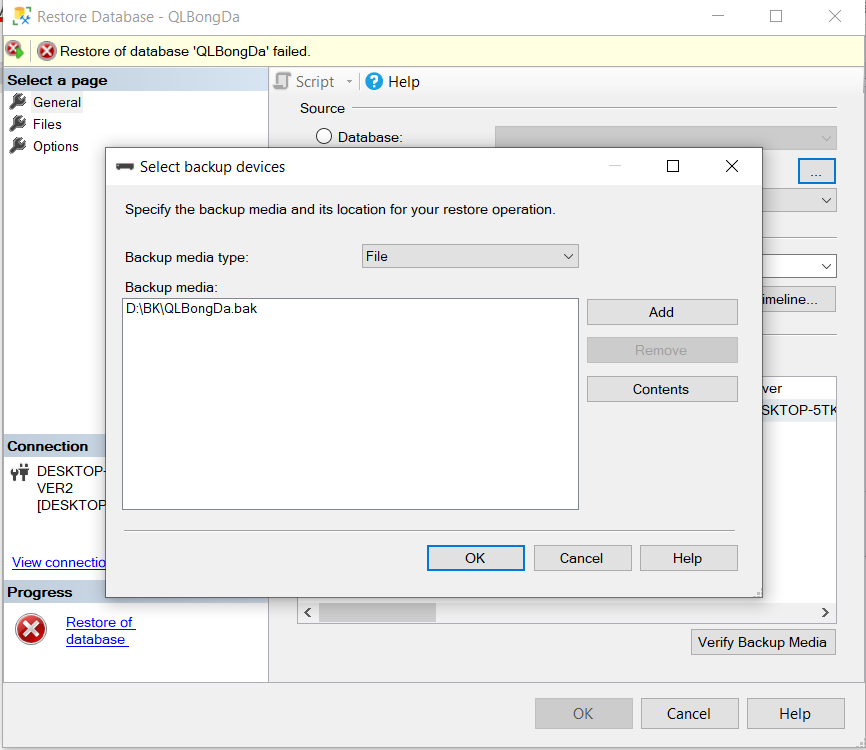 Restore Database - QLBongDa
Restore of database 'QLBongDa' failed.
Select a page
General
Files
Options
Script
Help
Source
Database:
...
Select backup devices
Specify the backup media and its location for your restore operation.
Backup media type:
File
Backup media:
D:\BK\QLBongDa.bak
Add
Remove
Contents
OK
Cancel
Help
imeline...
ver
SKTOP-5TK
Connection
DESKTOP-
VER2
[DESKTOP
View connectio
Progress
Restore of
database
Verify Backup Media
OK
Cancel
Help